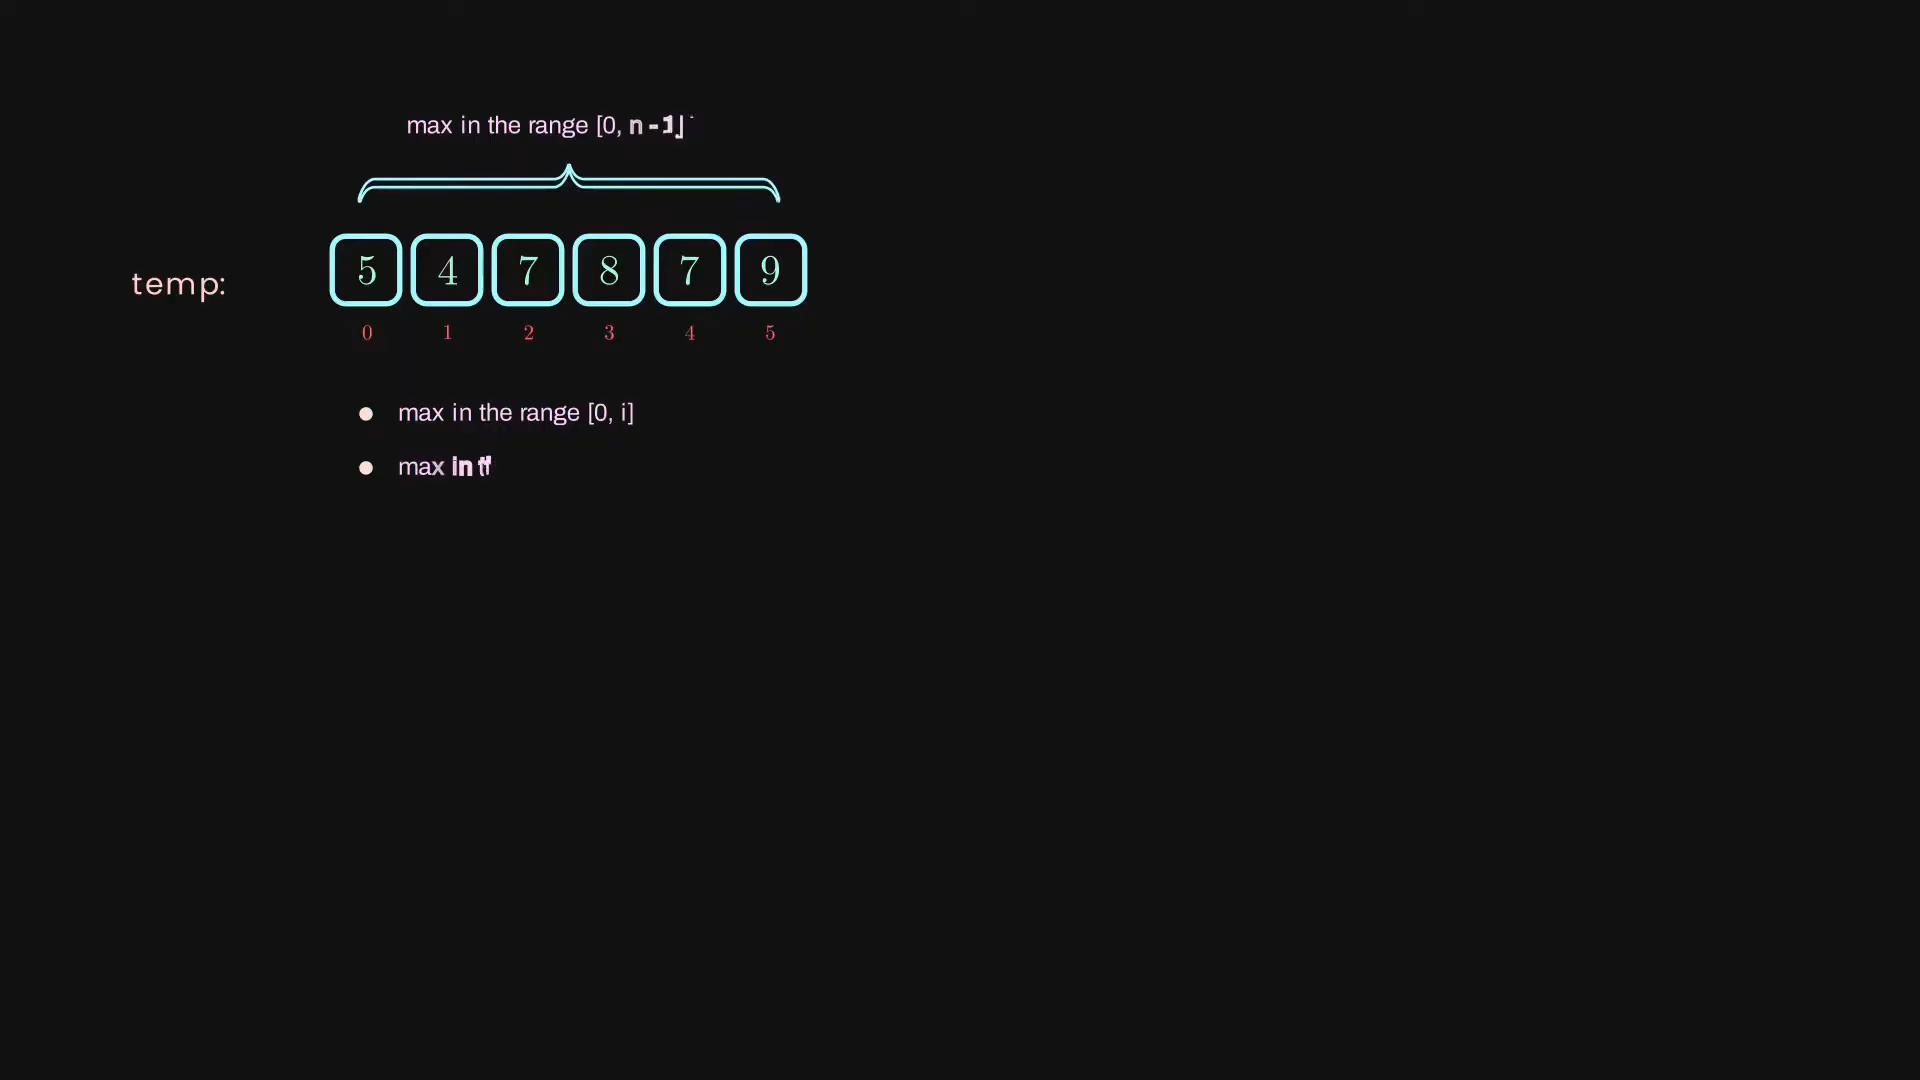 max in the range [0, n - 1]
temp:
5 4 7 8 7 9
0 1 2 3 4 5
● max in the range [0, i]
● max in